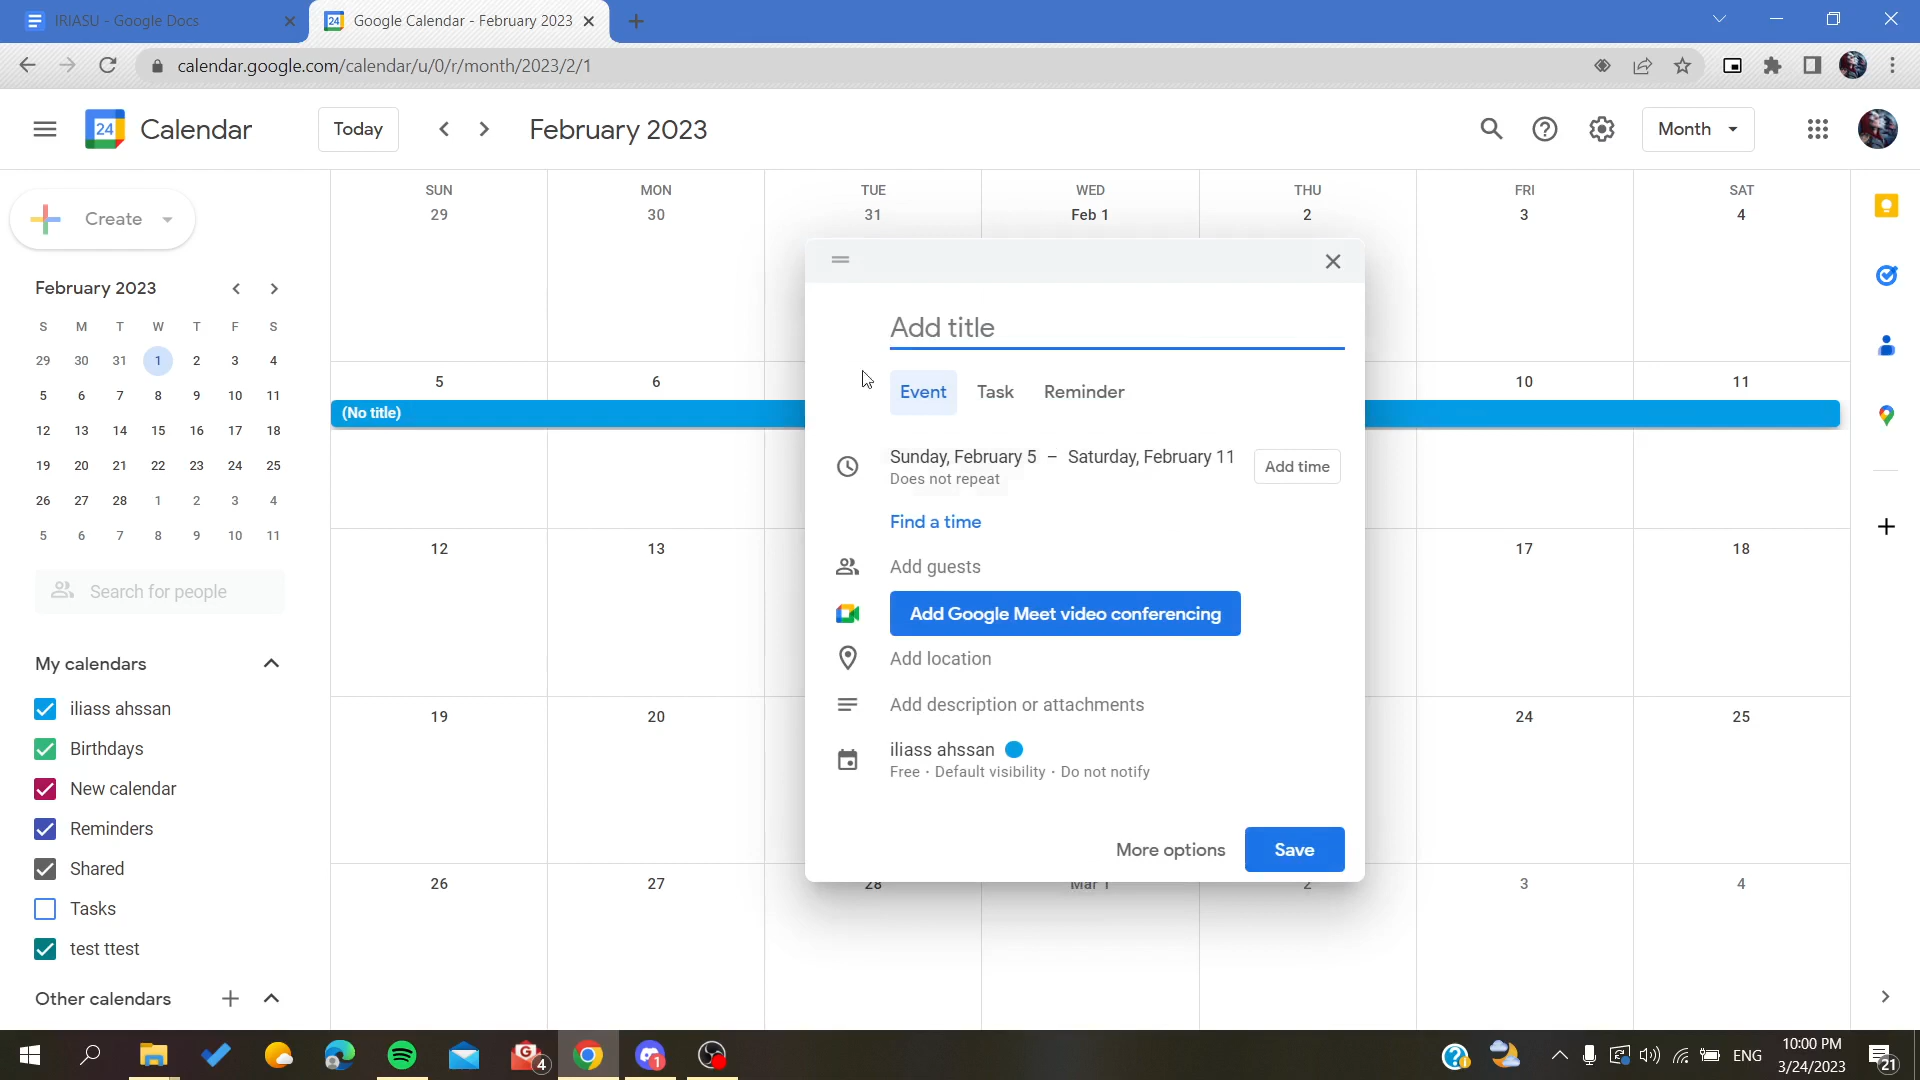 IRIASU - Google Docs
Google Calendar - February 2023
calendar.google.com/calendar/u/0/r/month/2023/2/1
24
Calendar
Today
February 2023
Month
Create
February 2023
S M T W T F S
29 30 31 1 2 3 4
5 6 7 8 9 10 11
12 13 14 15 16 17 18
19 20 21 22 23 24 25
26 27 28 1 2 3 4
5 6 7 8 9 10 11
Search for people
My calendars
iliass ahssan
Birthdays
New calendar
Reminders
Shared
Tasks
test ttest
Other calendars
SUN MON TUE WED THU FRI SAT
29 30 31 Feb 1 2 3 4
5 6 10 11
(No title)
12 13 17 18
19 20 24 25
26 27 28 Mar 1 2 3 4
Add title
Event Task Reminder
Sunday, February 5 – Saturday, February 11
Add time
Does not repeat
Find a time
Add guests
Add Google Meet video conferencing
Add location
Add description or attachments
iliass ahssan
Free · Default visibility · Do not notify
More options
Save
4
1
ENG
10:00 PM
3/24/2023
21